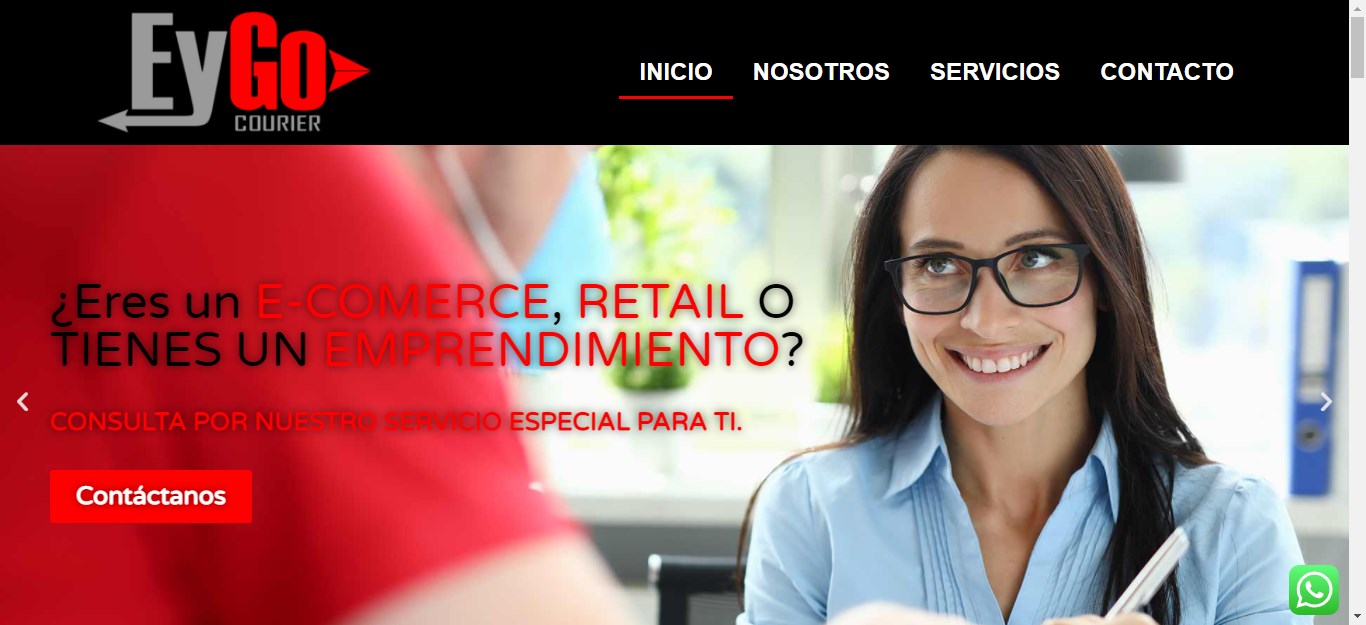 EyGo
COURIER
INICIO NOSOTROS SERVICIOS CONTACTO
¿Eres un E-COMERCE, RETAIL O
TIENES UN EMPRENDIMIENTO?
CONSULTA POR NUESTRO SERVICIO ESPECIAL PARA TI.
Contáctanos